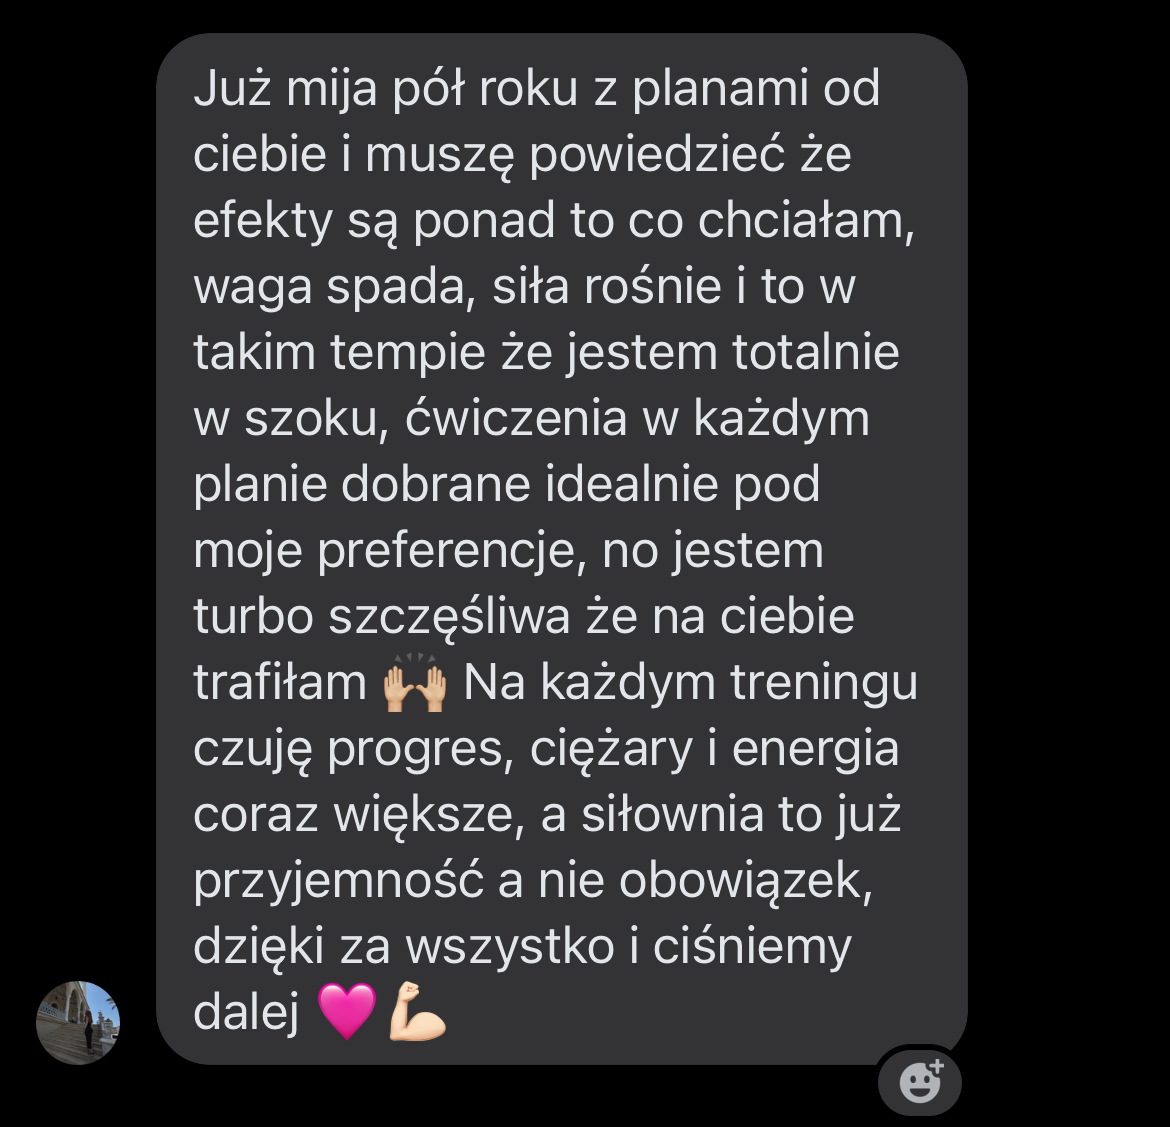 Już mija pół roku z planami od
ciebie i muszę powiedzieć że
efekty są ponad to co chciałam,
waga spada, siła rośnie i to w
takim tempie że jestem totalnie
w szoku, ćwiczenia w każdym
planie dobrane idealnie pod
moje preferencje, no jestem
turbo szczęśliwa że na ciebie
trafiłam 🙌🏼 Na każdym treningu
czuję progres, ciężary i energia
coraz większe, a siłownia to już
przyjemność a nie obowiązek,
dzięki za wszystko i ciśniemy
dalej 🩷💪🏻